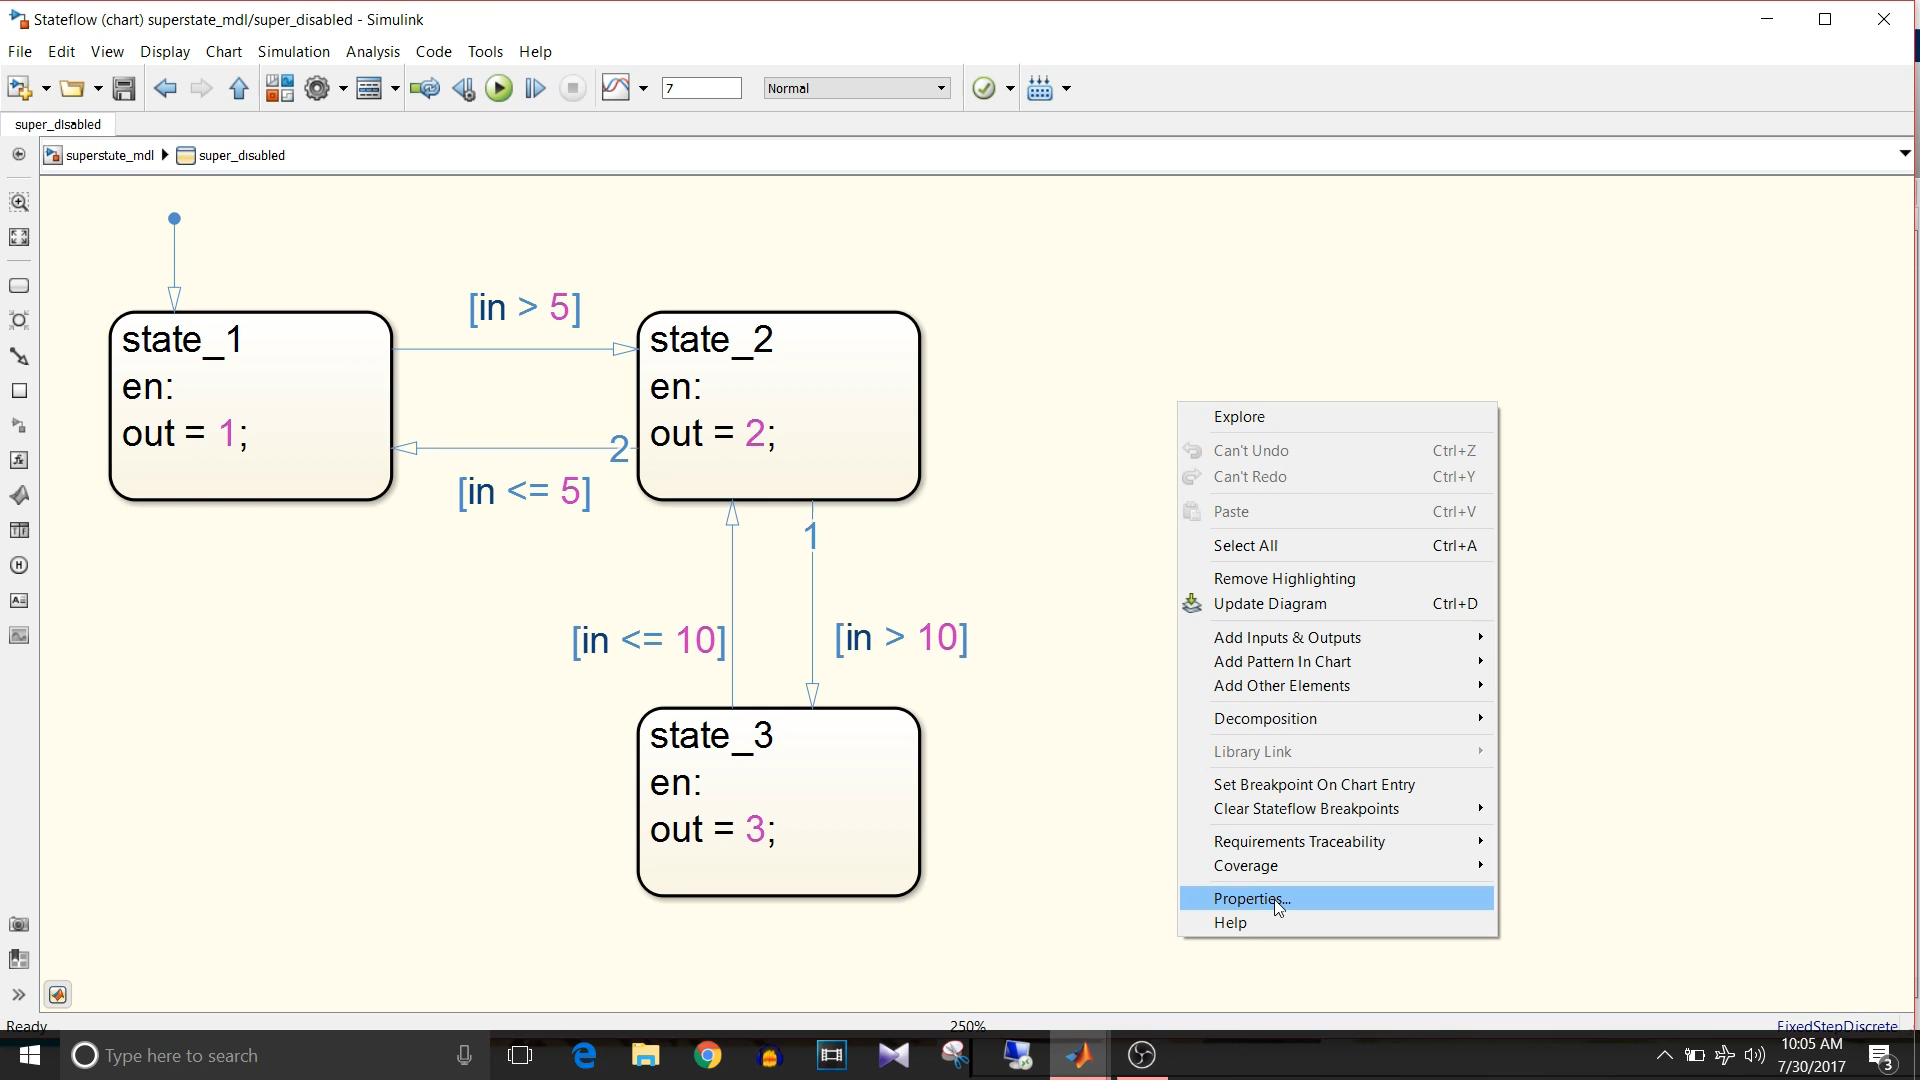 Stateflow (chart) superstate_mdl/super_disabled - Simulink
File Edit View Display Chart Simulation Analysis Code Tools Help
7 Normal
super_disabled
superstate_mdl super_disabled
state_1
en:
out = 1;
[in > 5]
2
[in <= 5]
state_2
en:
out = 2;
1
[in <= 10]
[in > 10]
state_3
en:
out = 3;
Explore
Can't Undo Ctrl+Z
Can't Redo Ctrl+Y
Paste Ctrl+V
Select All Ctrl+A
Remove Highlighting
Update Diagram Ctrl+D
Add Inputs & Outputs
Add Pattern In Chart
Add Other Elements
Decomposition
Library Link
Set Breakpoint On Chart Entry
Clear Stateflow Breakpoints
Requirements Traceability
Coverage
Properties...
Help
Ready 250% FixedStepDiscrete
Type here to search
10:05 AM
7/30/2017
3